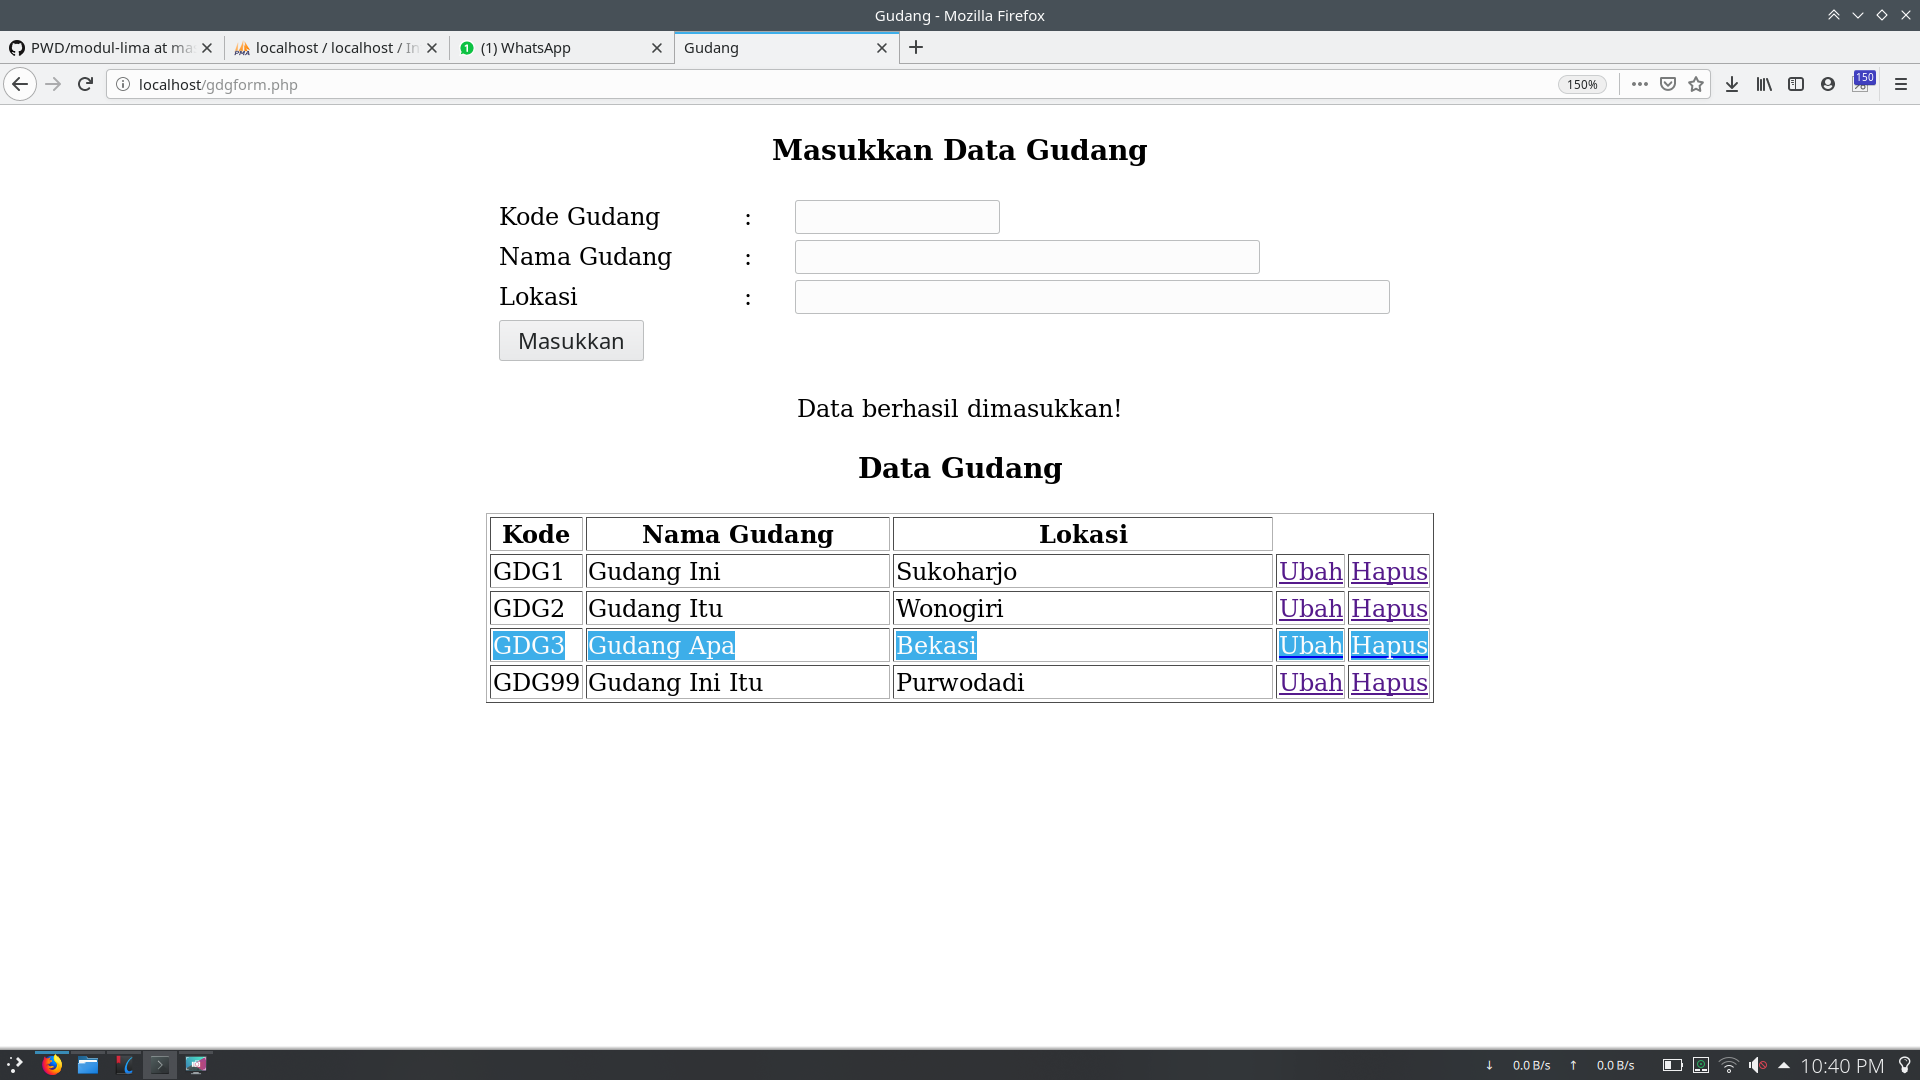 Gudang - Mozilla Firefox
PWD/modul-lima at ma
localhost / localhost / In
(1) WhatsApp
Gudang
localhost/gdgform.php
150%
150
Masukkan Data Gudang
Kode Gudang :
Nama Gudang :
Lokasi :
Masukkan
Data berhasil dimasukkan!
Data Gudang
Kode Nama Gudang Lokasi
GDG1 Gudang Ini Sukoharjo Ubah Hapus
GDG2 Gudang Itu Wonogiri Ubah Hapus
GDG3 Gudang Apa Bekasi Ubah Hapus
GDG99 Gudang Ini Itu Purwodadi Ubah Hapus
↓ 0.0 B/s ↑ 0.0 B/s 10:40 PM